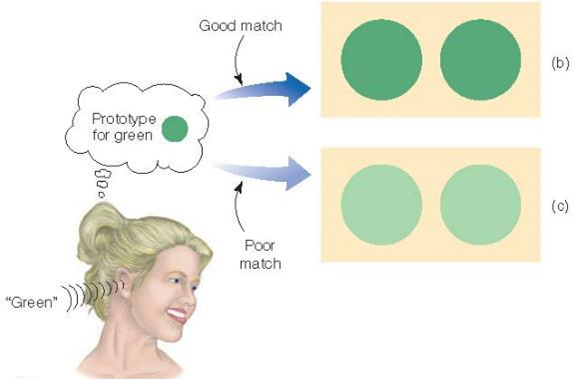 Good match
(b)
Prototype
for green
(c)
Poor
match
"Green"